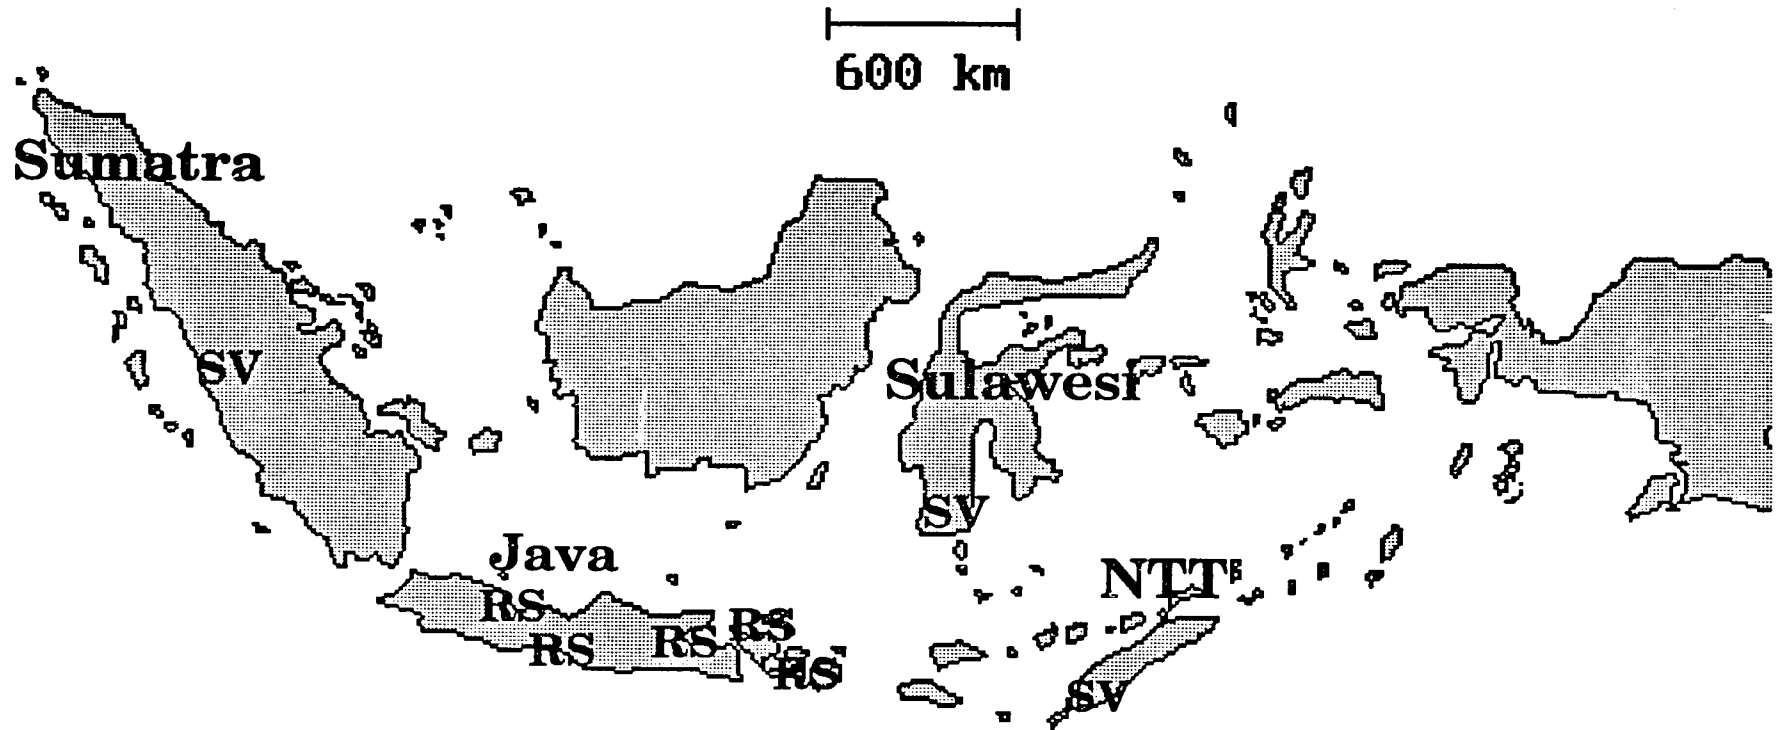 600 km
Sumatra
SV
Sulawesi
SV
Java
NTT
RS
RS
RS
RS
RS
SV